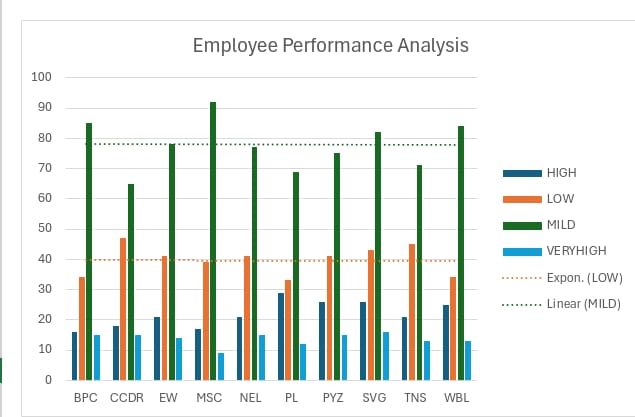 Employee Performance Analysis
100
90
80
70
60
50
40
30
20
10
0
BPC CCDR EW MSC NEL PL PYZ SVG TNS WBL
HIGH
LOW
MILD
VERYHIGH
Expon. (LOW)
Linear (MILD)